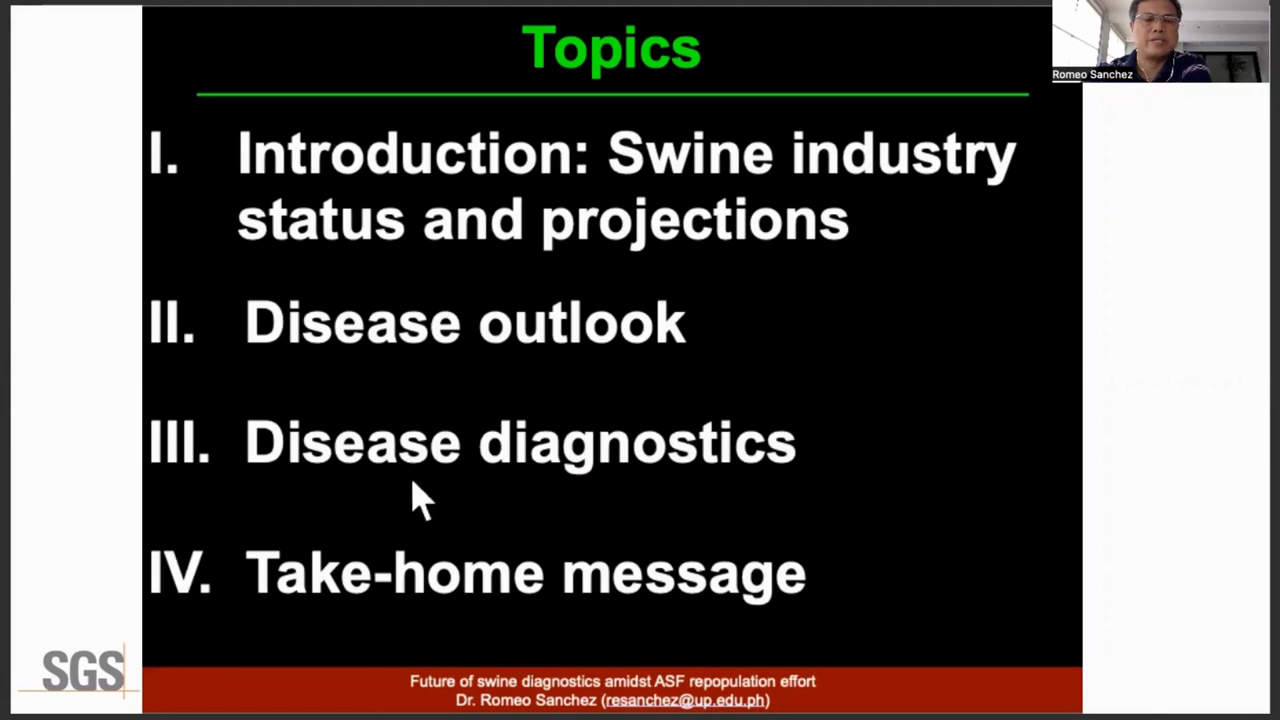 Topics
I. Introduction: Swine industry
status and projections
II. Disease outlook
III. Disease diagnostics
IV. Take-home message
Future of swine diagnostics amidst ASF repopulation effort
Dr. Romeo Sanchez (resanchez@up.edu.ph)
SGS
Romeo Sanchez